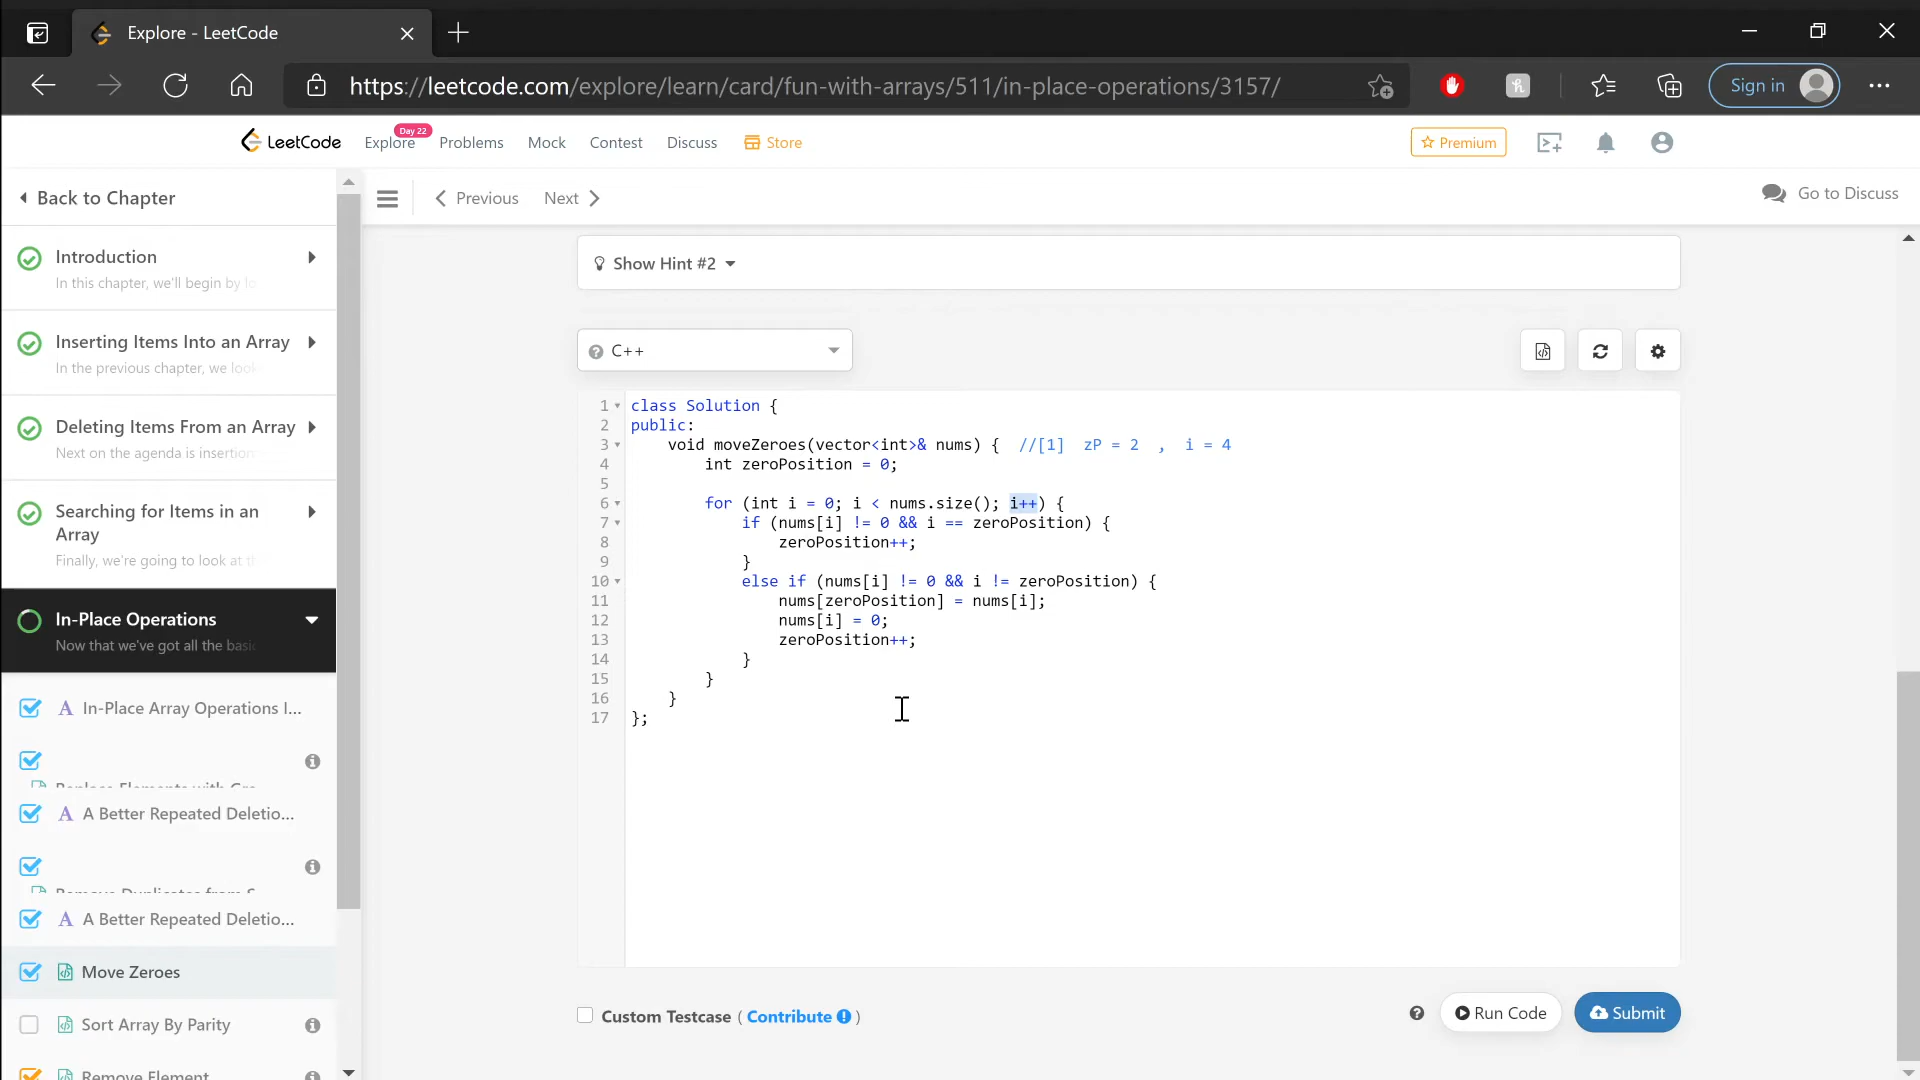 Explore - LeetCode
https://leetcode.com/explore/learn/card/fun-with-arrays/511/in-place-operations/3157/
Sign in
LeetCode
Explore
Day 22
Problems
Mock
Contest
Discuss
Store
Premium
Back to Chapter
Previous
Next
Go to Discuss
Introduction
In this chapter, we'll begin by lo
Inserting Items Into an Array
In the previous chapter, we look
Deleting Items From an Array
Next on the agenda is insertion
Searching for Items in an
Array
Finally, we're going to look at th
In-Place Operations
Now that we've got all the basic
A In-Place Array Operations I...
A A Better Repeated Deletio...
A A Better Repeated Deletio...
Move Zeroes
Sort Array By Parity
Remove Element
Show Hint #2
C++
1 class Solution {
2 public:
3 void moveZeroes(vector<int>& nums) { //[1] zP = 2 , i = 4
4 int zeroPosition = 0;
5
6 for (int i = 0; i < nums.size(); i++) {
7 if (nums[i] != 0 && i == zeroPosition) {
8 zeroPosition++;
9 }
10 else if (nums[i] != 0 && i != zeroPosition) {
11 nums[zeroPosition] = nums[i];
12 nums[i] = 0;
13 zeroPosition++;
14 }
15 }
16 }
17 };
Custom Testcase ( Contribute )
Run Code
Submit